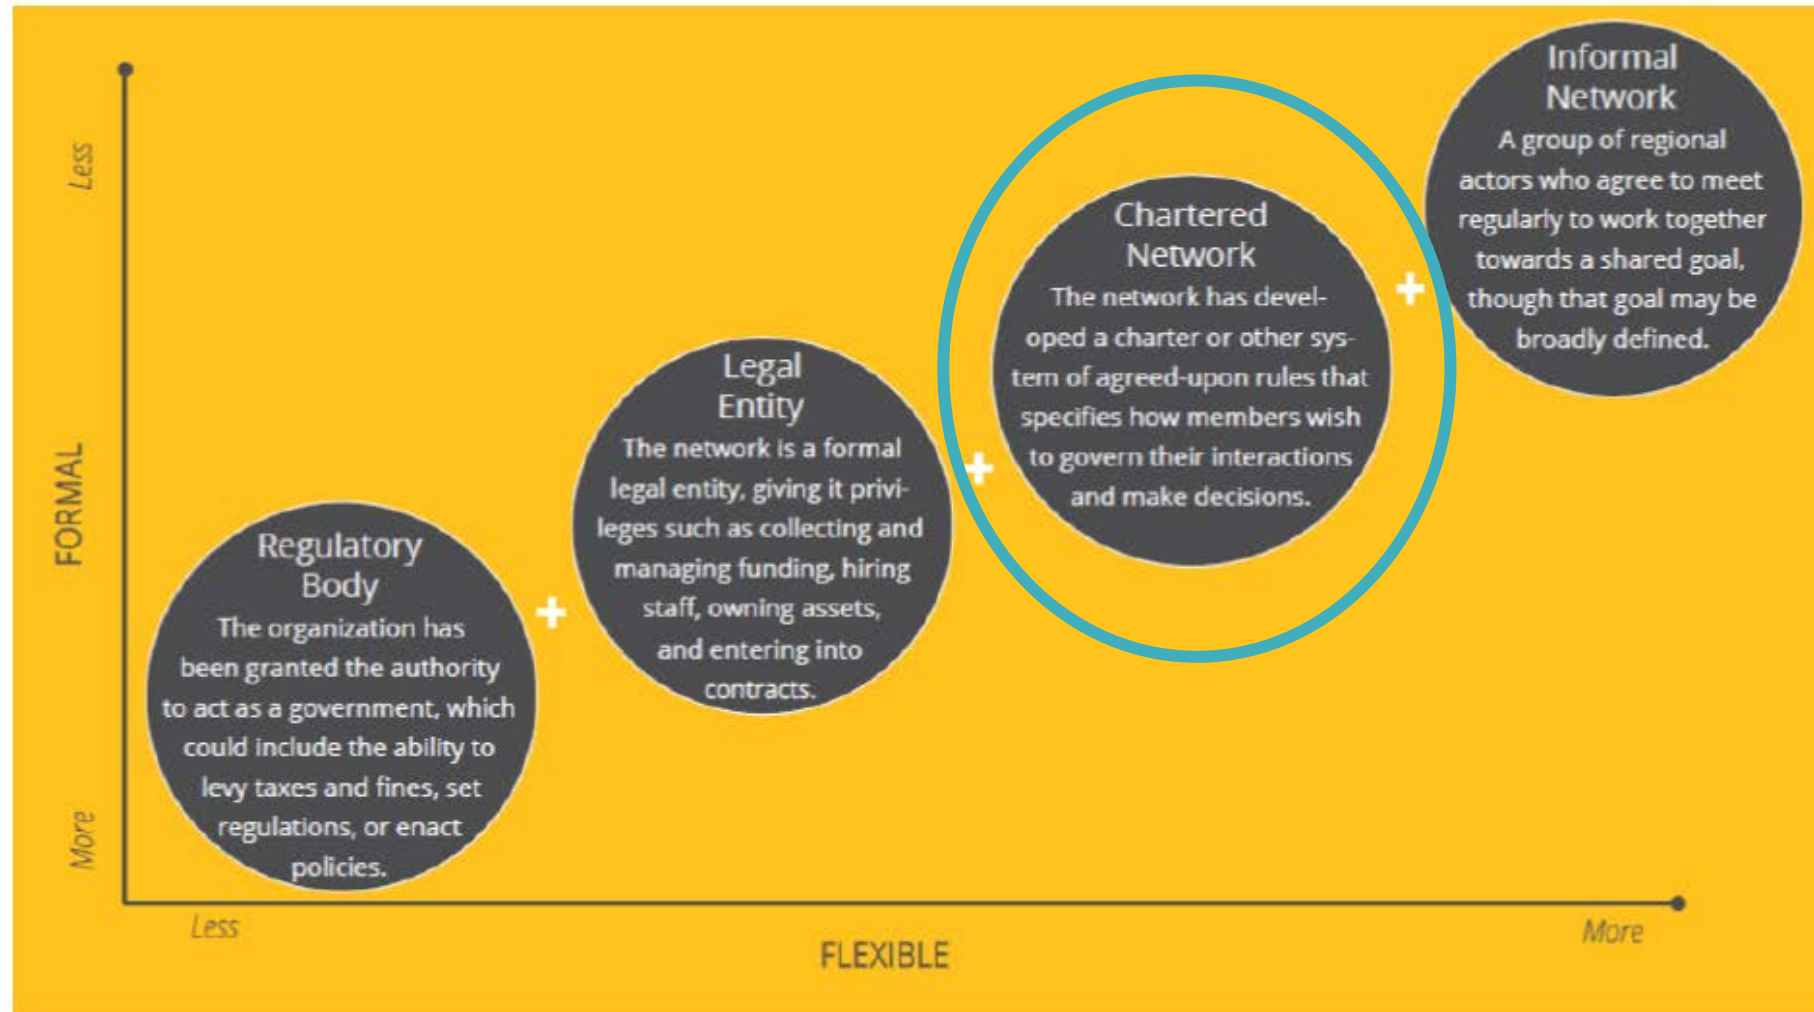 Less
FORMAL
More
Regulatory
Body
The organization has
been granted the authority
to act as a government, which
could include the ability to
levy taxes and fines, set
regulations, or enact
policies.
Legal
Entity
The network is a formal
legal entity, giving it privi-
leges such as collecting and
managing funding, hiring
staff, owning assets,
and entering into
contracts.
Chartered
Network
The network has devel-
oped a charter or other sys-
tem of agreed-upon rules that
specifies how members wish
to govern their interactions
and make decisions.
Informal
Network
A group of regional
actors who agree to meet
regularly to work together
towards a shared goal,
though that goal may be
broadly defined.
Less
FLEXIBLE
More